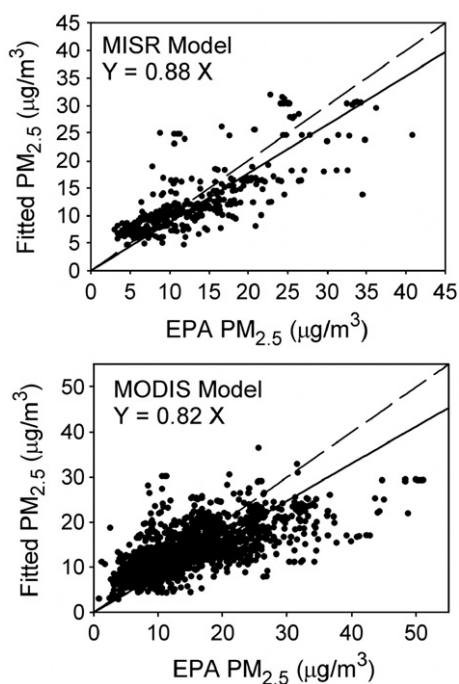 MISR Model
Y = 0.88 X
45
40
35
30
25
20
15
10
5
0
Fitted PM2.5 (μg/m3)
0 5 10 15 20 25 30 35 40 45
EPA PM2.5 (μg/m3)
MODIS Model
Y = 0.82 X
50
40
30
20
10
0
Fitted PM2.5 (μg/m3)
0 10 20 30 40 50
EPA PM2.5 (μg/m3)